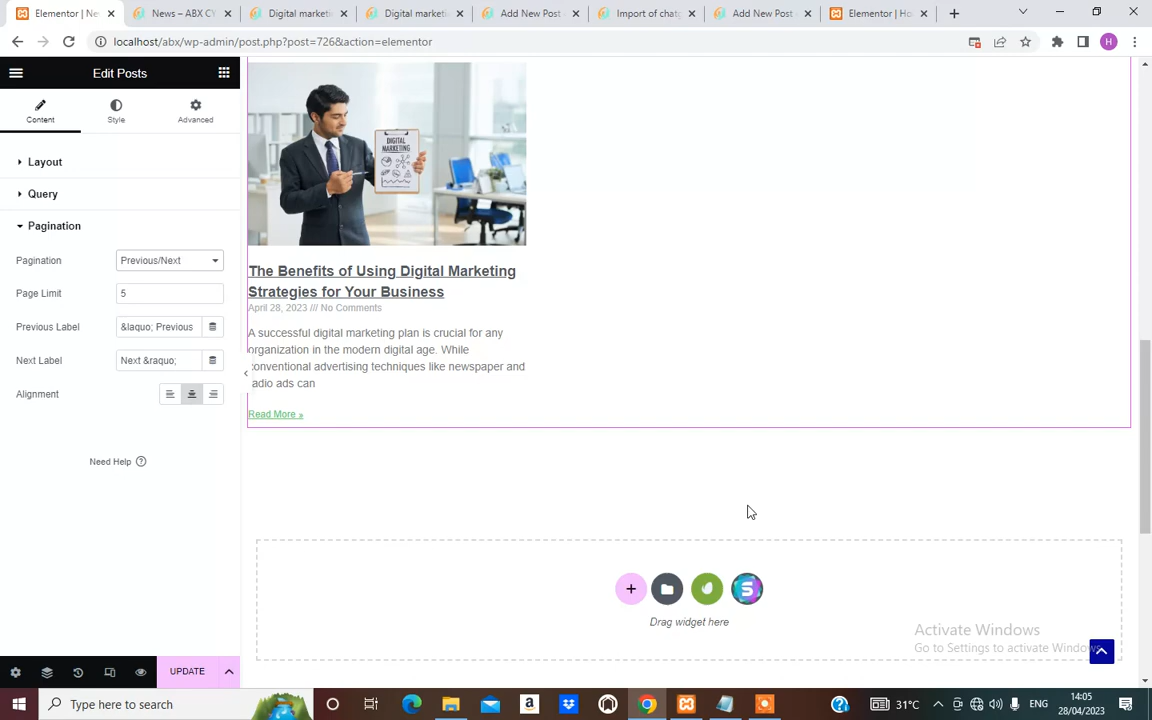 Elementor | Ne
News – ABX CY
Digital marketi
Digital marketi
Add New Post
Import of chatg
Add New Post
Elementor | Ho
localhost/abx/wp-admin/post.php?post=726&action=elementor
H
Edit Posts
Content
Style
Advanced
Layout
Query
Pagination
Pagination
Previous/Next
Page Limit
5
Previous Label
&laquo; Previous
Next Label
Next &raquo;
Alignment
Need Help
UPDATE
DIGITAL
MARKETING
The Benefits of Using Digital Marketing
Strategies for Your Business
April 28, 2023 /// No Comments
A successful digital marketing plan is crucial for any
organization in the modern digital age. While
conventional advertising techniques like newspaper and
radio ads can
Read More »
Drag widget here
Activate Windows
Go to Settings to activate Windows.
Type here to search
31°C
ENG
14:05
28/04/2023